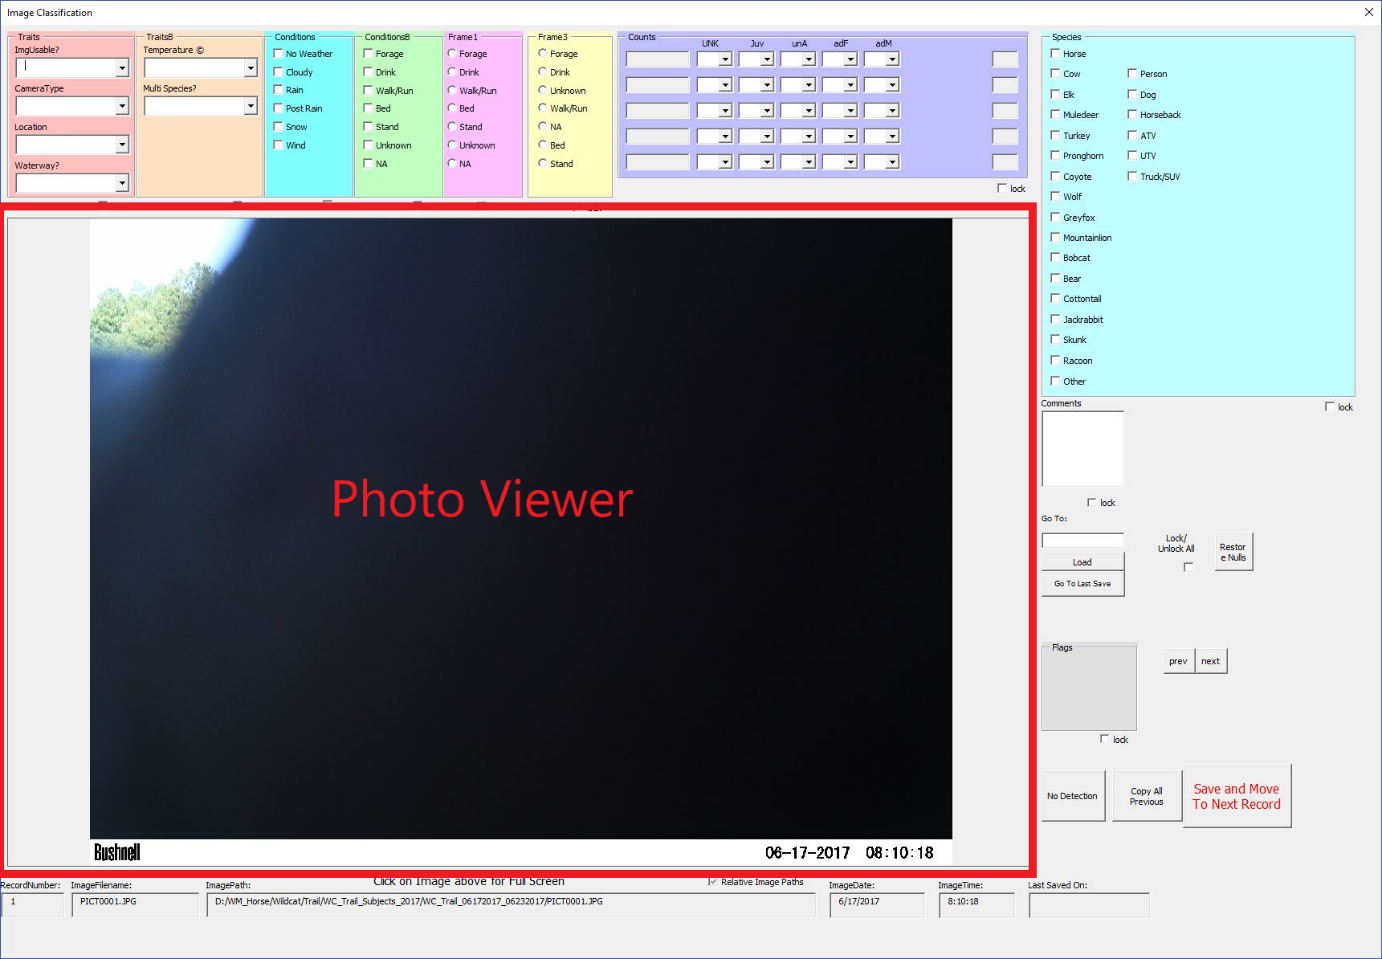 Image Classification
Traits
ImgUsable?
CameraType
Location
Waterway?
TraitsB
Temperature ©
Multi Species?
Conditions
No Weather
Cloudy
Rain
Post Rain
Snow
Wind
ConditionsB
Forage
Drink
Walk/Run
Bed
Stand
Unknown
NA
Frame1
Forage
Drink
Walk/Run
Bed
Stand
Unknown
NA
Frame3
Forage
Drink
Unknown
Walk/Run
NA
Bed
Stand
Counts
UNK Juv unA adF adM
lock
Species
Horse
Cow
Elk
Muledeer
Turkey
Pronghorn
Coyote
Wolf
Greyfox
Mountainlion
Bobcat
Bear
Cottontail
Jackrabbit
Skunk
Racoon
Other
Person
Dog
Horseback
ATV
UTV
Truck/SUV
lock
Photo Viewer
Bushnell
06-17-2017 08:10:18
Comments
lock
Go To:
Load
Go To Last Save
Lock/
Unlock All
Restor
e Nulls
Flags
lock
prev
next
No Detection
Copy All
Previous
Save and Move
To Next Record
Click on Image above for Full Screen
Relative Image Paths
RecordNumber:
1
ImageFilename:
PICT0001.JPG
ImagePath:
D:/WM_Horse/Wildcat/Trail/WC_Trail_Subjects_2017/WC_Trail_06172017_06232017/PICT0001.JPG
ImageDate:
6/17/2017
ImageTime:
8:10:18
Last Saved On: